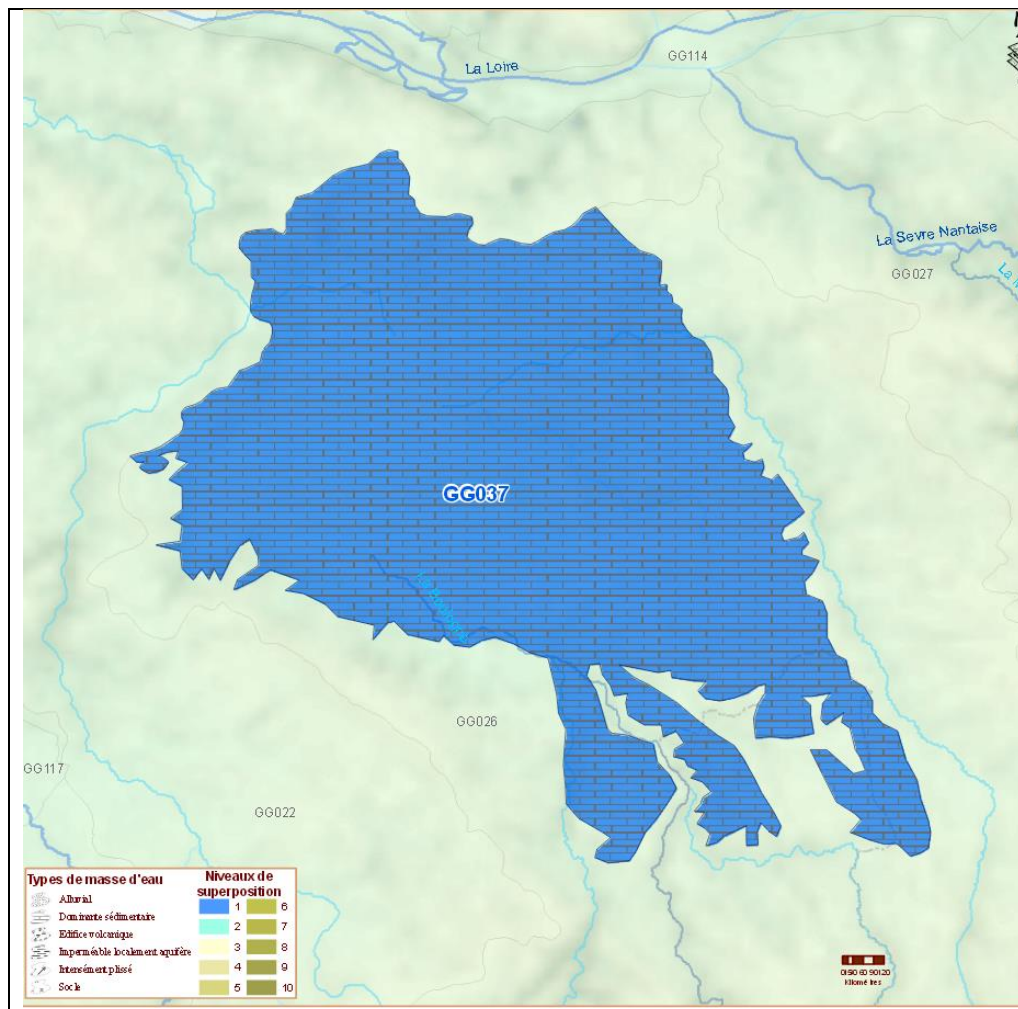 GG114
La Loire
La Sevre Nantaise
GG027
GG037
GG026
GG117
GG022
Types de masse d'eau
Alluvial
Dominante sédimentaire
Edifice volcanique
Imperméable localement aquifère
Intensément plissé
Socle
Niveaux de superposition
1 6
2 7
3 8
4 9
5 10
Kilomètres